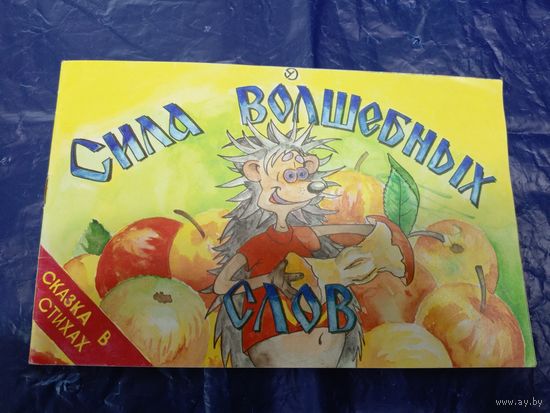 Сила волшебных
слов
СКАЗКА В
СТИХАХ
www.ay.by